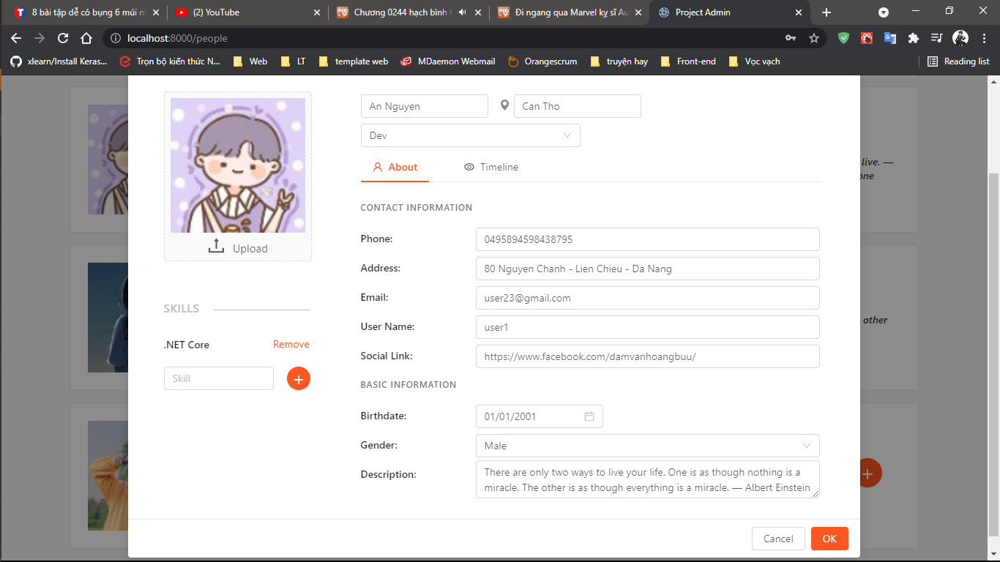 8 bài tập dễ có bụng 6 múi n
(2) YouTube
Chương 0244 hạch bình t
Đi ngang qua Marvel kỵ sĩ Au
Project Admin
localhost:8000/people
xlearn/Install Keras...
Trọn bộ kiến thức N...
Web
LT
template web
MDaemon Webmail
Orangescrum
truyện hay
Front-end
Vọc vạch
Reading list
An Nguyen
Can Tho
Dev
About
Timeline
Upload
SKILLS
.NET Core
Remove
Skill
CONTACT INFORMATION
Phone:
0495894598438795
Address:
80 Nguyen Chanh - Lien Chieu - Da Nang
Email:
user23@gmail.com
User Name:
user1
Social Link:
https://www.facebook.com/damvanhoangbuu/
BASIC INFORMATION
Birthdate:
01/01/2001
Gender:
Male
Description:
There are only two ways to live your life. One is as though nothing is a
miracle. The other is as though everything is a miracle. — Albert Einstein
live. —
one
other
Cancel
OK